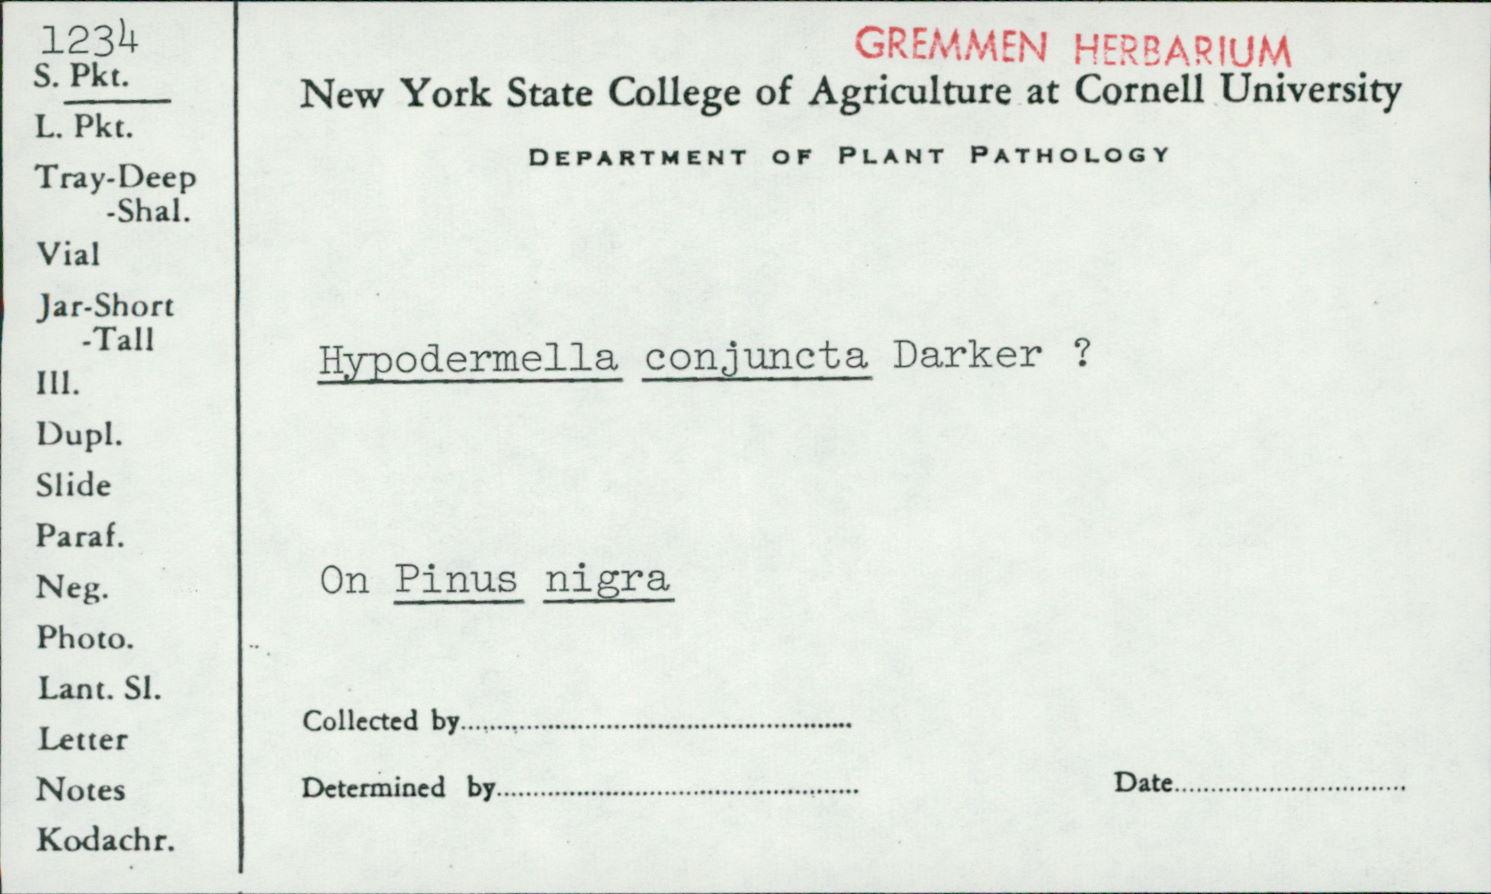 1234
S. Pkt.
L. Pkt.
Tray-Deep
-Shal.
Vial
Jar-Short
-Tall
Ill.
Dupl.
Slide
Paraf.
Neg.
Photo.
Lant. Sl.
Letter
Notes
Kodachr.
GREMMEN HERBARIUM
New York State College of Agriculture at Cornell University
DEPARTMENT OF PLANT PATHOLOGY
Hypodermella conjuncta Darker ?
On Pinus nigra
Collected by
Determined by
Date